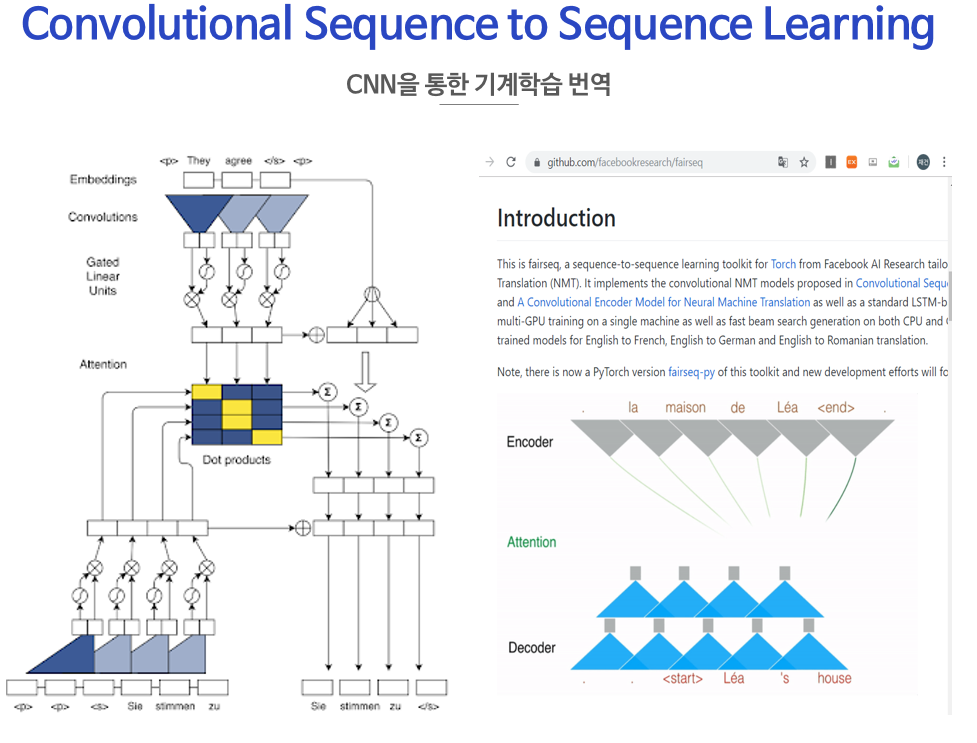 Convolutional Sequence to Sequence Learning
CNN을 통한 기계학습 번역
<p> They agree </s> <p>
Embeddings
Convolutions
Gated
Linear
Units
Attention
Dot products
Σ
Σ
Σ
Σ
<p> <p> <s> Sie stimmen zu
Sie stimmen zu </s>
github.com/facebookresearch/fairseq
EX
Introduction
This is fairseq, a sequence-to-sequence learning toolkit for Torch from Facebook AI Research tailo
Translation (NMT). It implements the convolutional NMT models proposed in Convolutional Sequ
and A Convolutional Encoder Model for Neural Machine Translation as well as a standard LSTM-b
multi-GPU training on a single machine as well as fast beam search generation on both CPU and
trained models for English to French, English to German and English to Romanian translation.
Note, there is now a PyTorch version fairseq-py of this toolkit and new development efforts will fo
. la maison de Léa <end> .
Encoder
Attention
Decoder
. . <start> Léa 's house